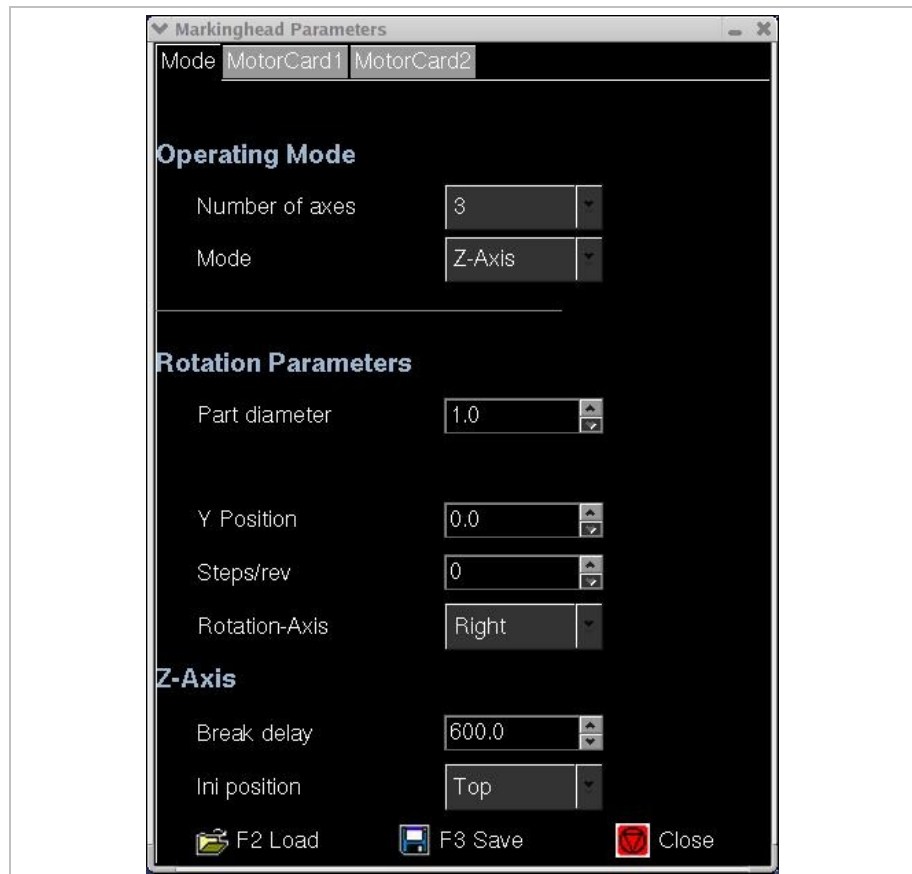 Markinghead Parameters
Mode MotorCard1 MotorCard2
Operating Mode
Number of axes 3
Mode Z-Axis
Rotation Parameters
Part diameter 1.0
Y Position 0.0
Steps/rev 0
Rotation-Axis Right
Z-Axis
Break delay 600.0
Ini position Top
F2 Load F3 Save Close